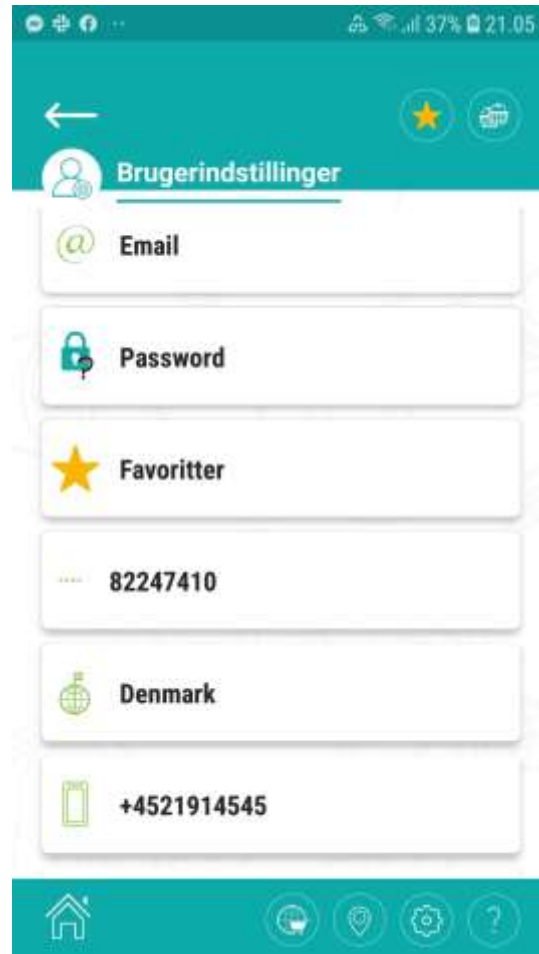 37% 21.05
Brugerindstillinger
Email
Password
Favoritter
82247410
Denmark
+4521914545
?